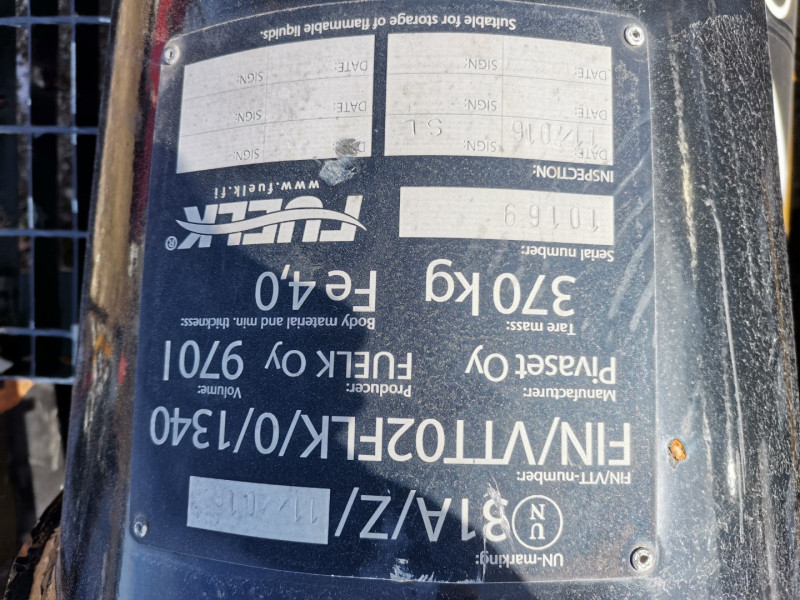 UN-marking:
UN 31A/Z/
FIN/VTT-number:
FIN/VTT02FLK/0/1340
Manufacturer: Producer: Volume:
Pivaset Oy FUELK Oy 970 l
Tare mass: Body material and min. thickness:
370 kg Fe 4,0
Serial number:
10169 FUELK®
www.fuelk.fi
INSPECTION:
11/016 SL
DATE: SIGN: DATE: SIGN:
DATE: SIGN: DATE: SIGN:
DATE: SIGN: DATE: SIGN:
Suitable for storage of flammable liquids.